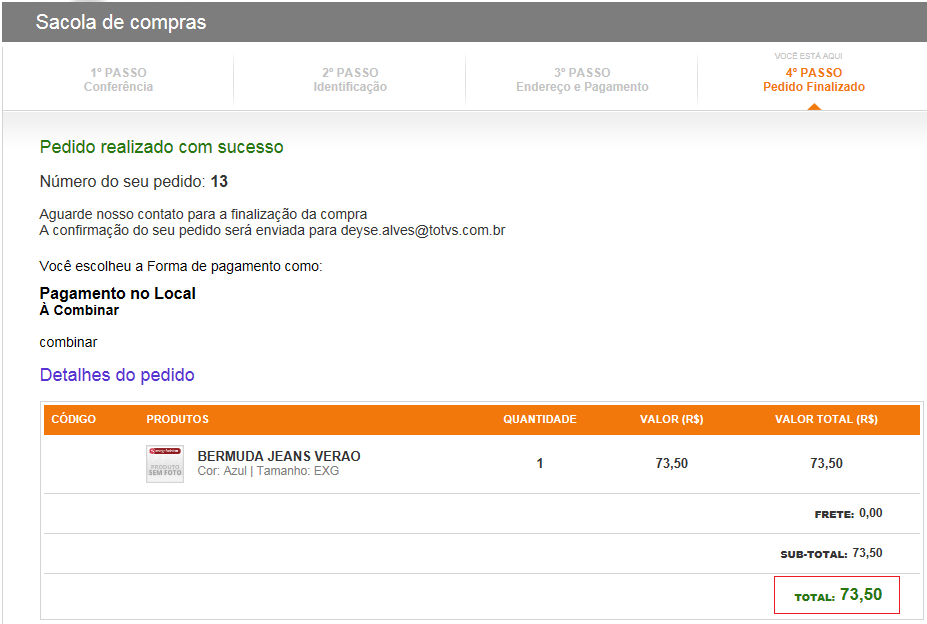 Sacola de compras
VOCÊ ESTÁ AQUI
1º PASSO
Conferência
2º PASSO
Identificação
3º PASSO
Endereço e Pagamento
4º PASSO
Pedido Finalizado
Pedido realizado com sucesso
Número do seu pedido: 13
Aguarde nosso contato para a finalização da compra
A confirmação do seu pedido será enviada para deyse.alves@totvs.com.br
Você escolheu a Forma de pagamento como:
Pagamento no Local
À Combinar
combinar
Detalhes do pedido
CÓDIGO PRODUTOS QUANTIDADE VALOR (R$) VALOR TOTAL (R$)
PRODUTO
SEM FOTO
BERMUDA JEANS VERAO
Cor: Azul | Tamanho: EXG
1 73,50 73,50
FRETE: 0,00
SUB-TOTAL: 73,50
TOTAL: 73,50